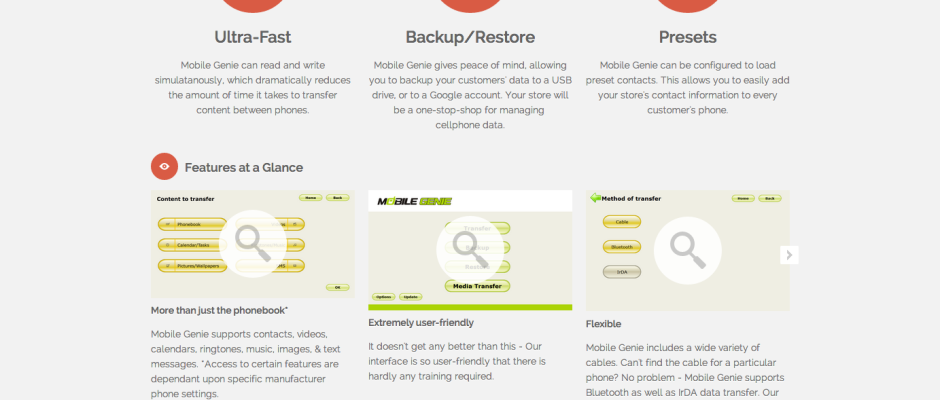 Ultra-Fast
Mobile Genie can read and write
simulatanously, which dramatically reduces
the amount of time it takes to transfer
content between phones.
Backup/Restore
Mobile Genie gives peace of mind, allowing
you to backup your customers' data to a USB
drive, or to a Google account. Your store will
be a one-stop-shop for managing
cellphone data.
Presets
Mobile Genie can be configured to load
preset contacts. This allows you to easily add
your store's contact information to every
customer's phone.
Features at a Glance
Content to transfer
Home
Back
Phonebook
Calendar/Tasks
Pictures/Wallpapers
OK
More than just the phonebook*
Mobile Genie supports contacts, videos,
calendars, ringtones, music, images, & text
messages. *Access to certain features are
dependant upon specific manufacturer
phone settings.
MOBILE GENIE
Transfer
Backup
Media Transfer
Options
Update
Extremely user-friendly
It doesn't get any better than this - Our
interface is so user-friendly that there is
hardly any training required.
Method of transfer
Home
Back
Cable
Bluetooth
IrDA
Flexible
Mobile Genie includes a wide variety of
cables. Can't find the cable for a particular
phone? No problem - Mobile Genie supports
Bluetooth as well as IrDA data transfer. Our